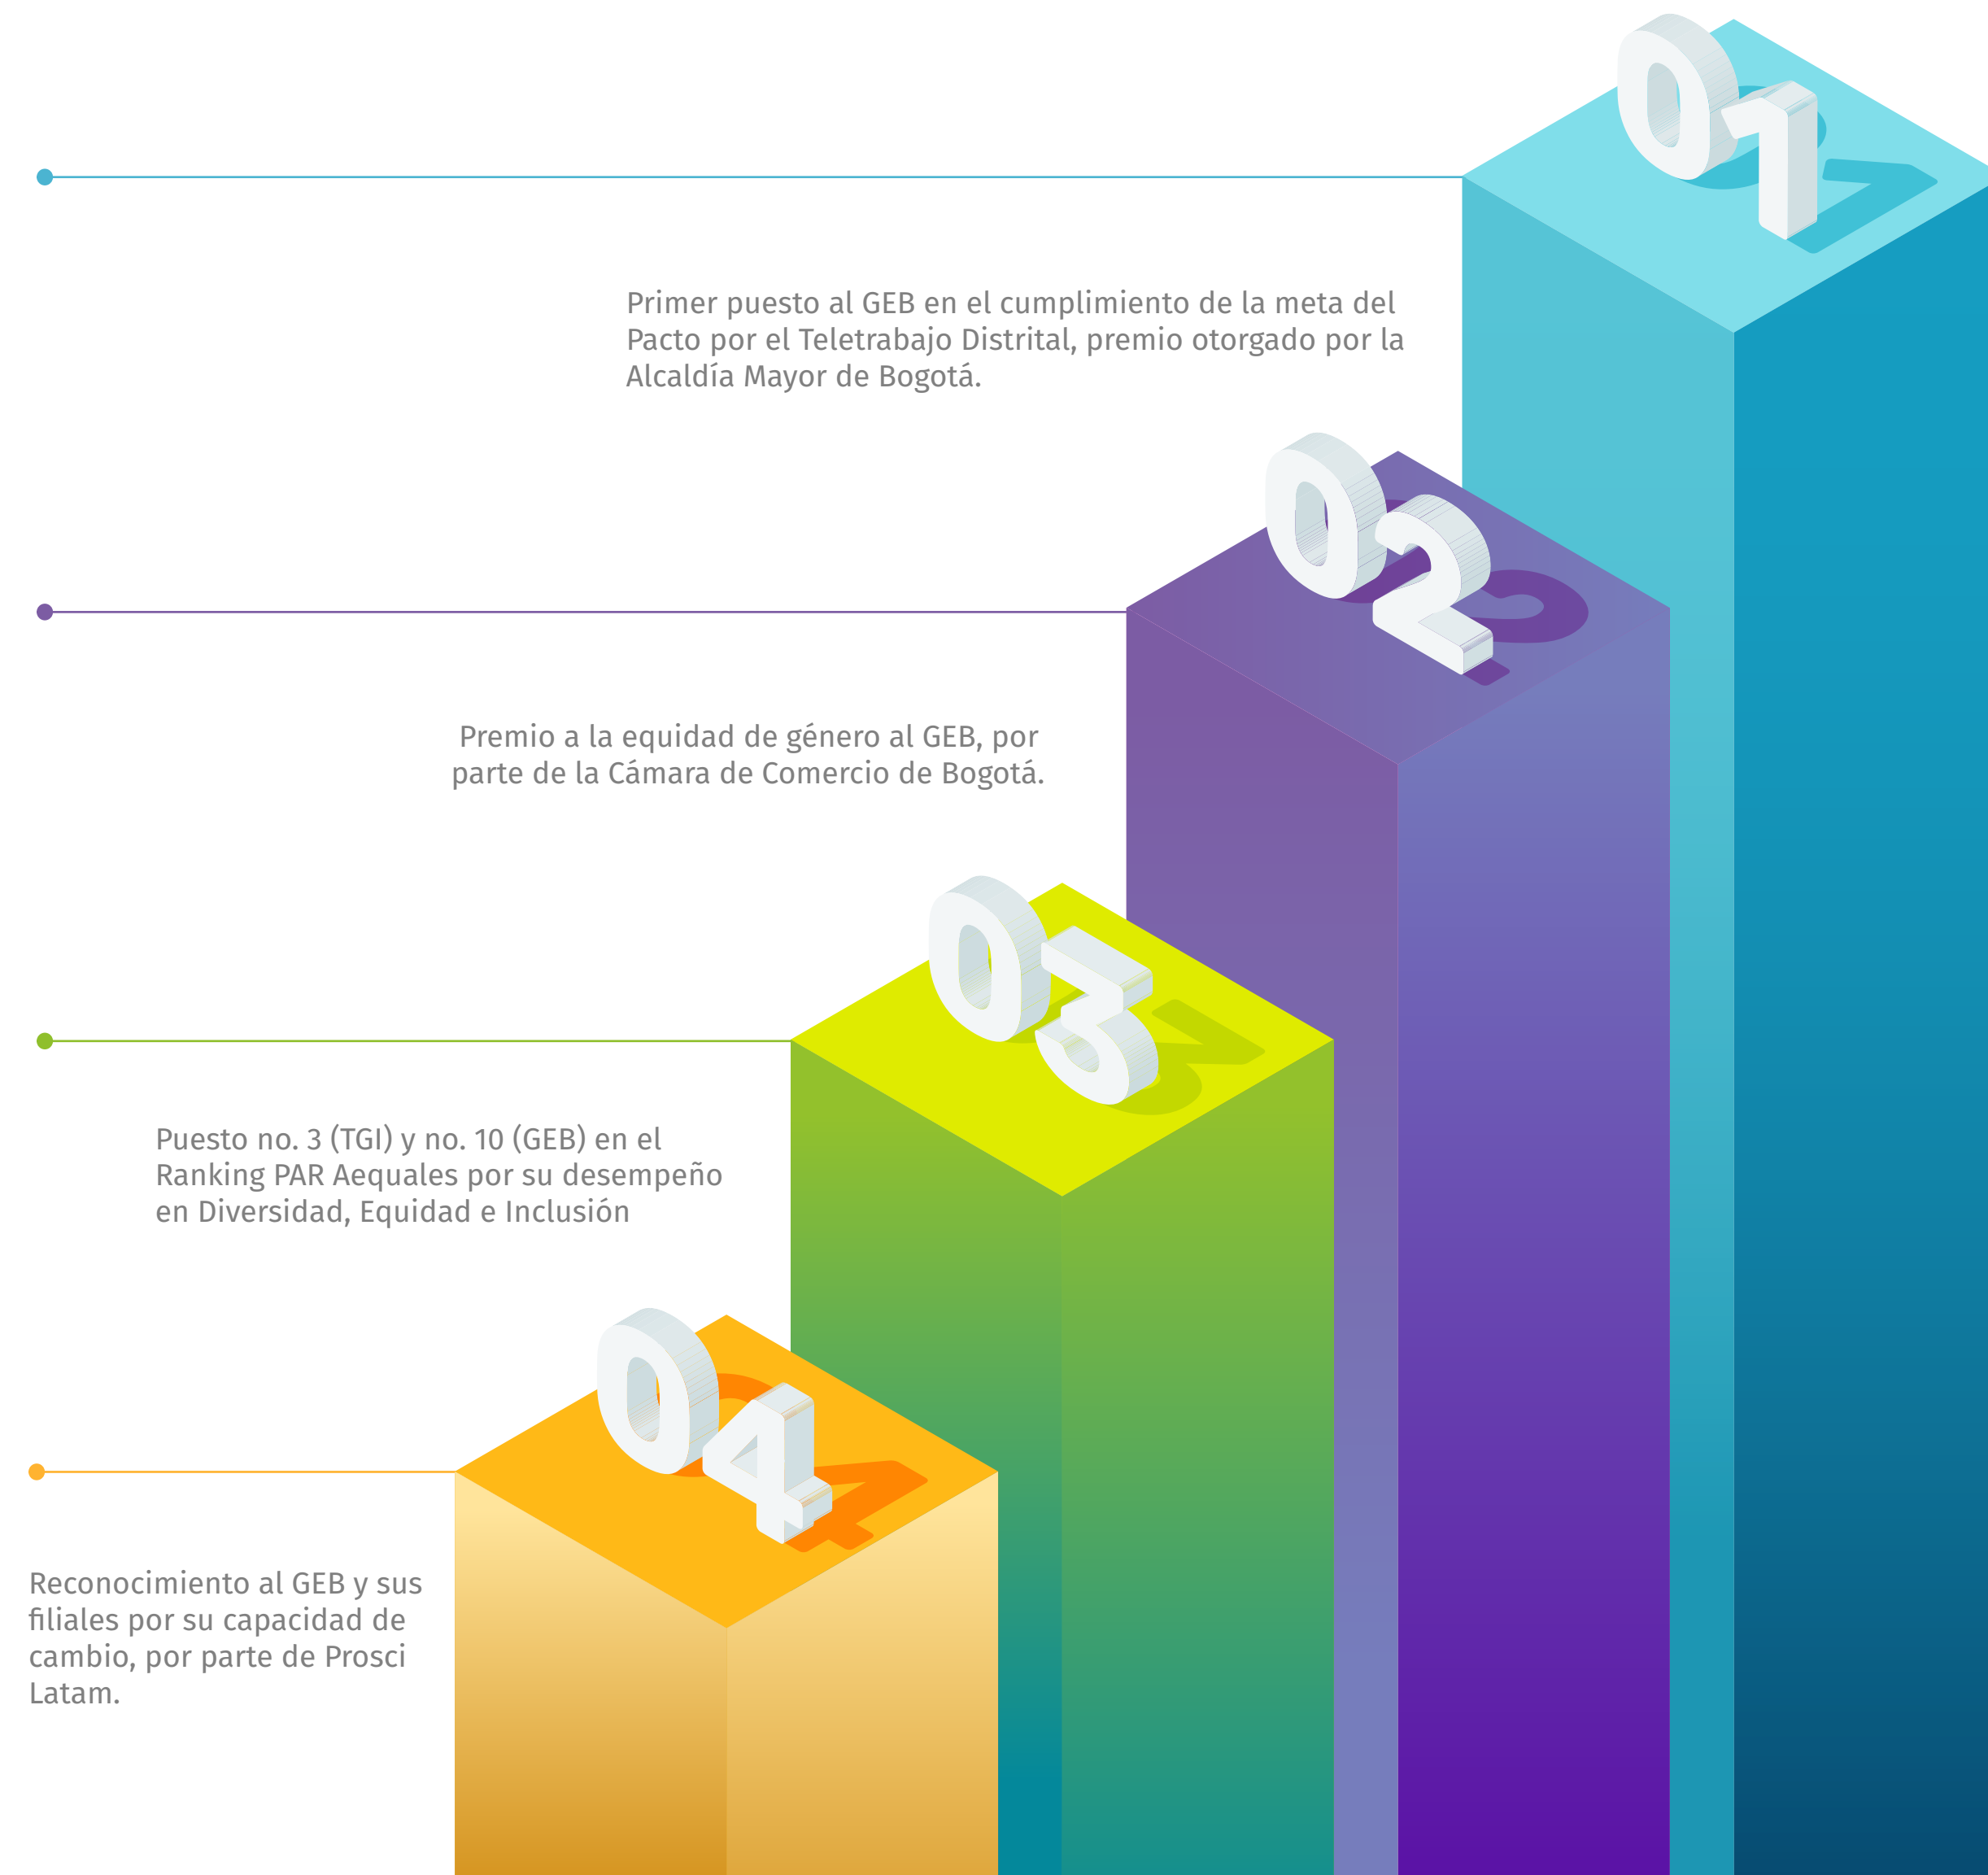 01
Primer puesto al GEB en el cumplimiento de la meta del
Pacto por el Teletrabajo Distrital, premio otorgado por la
Alcaldía Mayor de Bogotá.
02
Premio a la equidad de género al GEB, por
parte de la Cámara de Comercio de Bogotá.
03
Puesto no. 3 (TGI) y no. 10 (GEB) en el
Ranking PAR Aequales por su desempeño
en Diversidad, Equidad e Inclusión
04
Reconocimiento al GEB y sus
filiales por su capacidad de
cambio, por parte de Prosci
Latam.